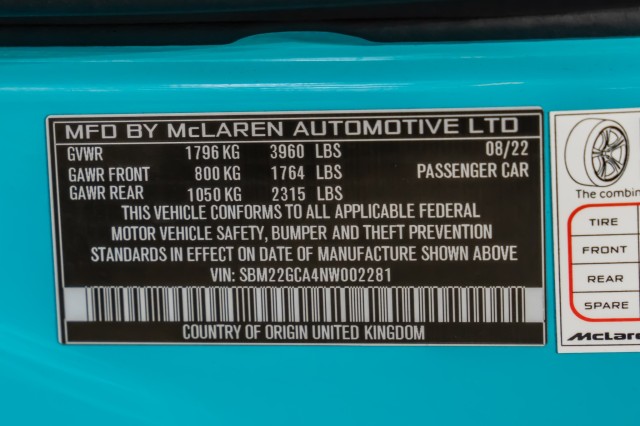 MFD BY McLAREN AUTOMOTIVE LTD
GVWR 1796 KG 3960 LBS 08/22
GAWR FRONT 800 KG 1764 LBS PASSENGER CAR
GAWR REAR 1050 KG 2315 LBS
THIS VEHICLE CONFORMS TO ALL APPLICABLE FEDERAL
MOTOR VEHICLE SAFETY, BUMPER AND THEFT PREVENTION
STANDARDS IN EFFECT ON DATE OF MANUFACTURE SHOWN ABOVE
VIN: SBM22GCA4NW002281
COUNTRY OF ORIGIN UNITED KINGDOM
The combin
TIRE
FRONT
REAR
SPARE
McLare